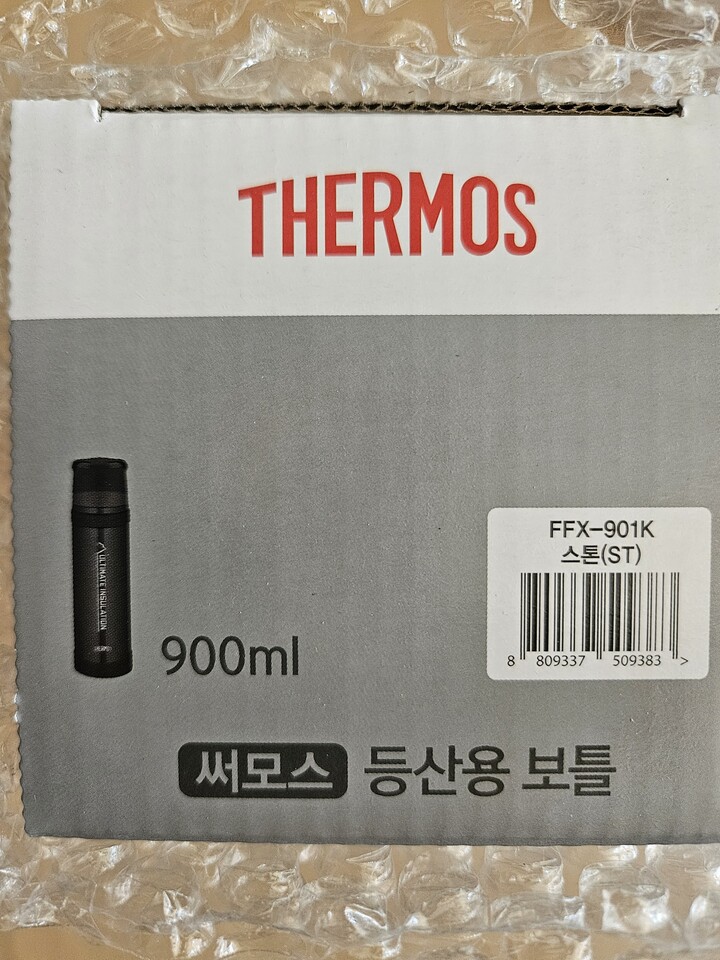 THERMOS
FFX-901K
스톤(ST)
8 809337 509383 >
ULTIMATE INSULATION
900ml
써모스 등산용 보틀